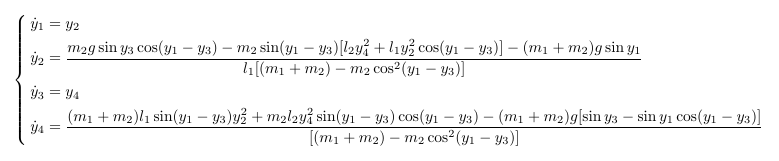 ẏ₁ = y₂
ẏ₂ = \frac{m₂g sin y₃ cos(y₁ − y₃) − m₂ sin(y₁ − y₃)[l₂y₄² + l₁y₂² cos(y₁ − y₃)] − (m₁ + m₂)g sin y₁}{l₁[(m₁ + m₂) − m₂ cos²(y₁ − y₃)]}
ẏ₃ = y₄
ẏ₄ = \frac{(m₁ + m₂)l₁ sin(y₁ − y₃)y₂² + m₂l₂y₄² sin(y₁ − y₃) cos(y₁ − y₃) − (m₁ + m₂)g[sin y₃ − sin y₁ cos(y₁ − y₃)]}{[(m₁ + m₂) − m₂ cos²(y₁ − y₃)]}